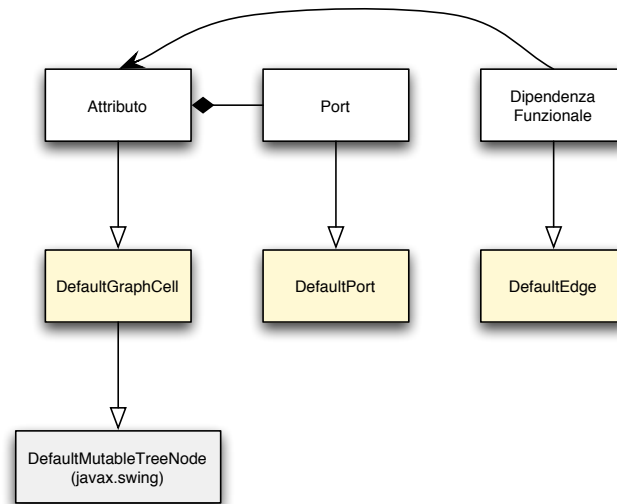 Attributo
Port
Dipendenza
Funzionale
DefaultGraphCell
DefaultPort
DefaultEdge
DefaultMutableTreeNode
(javax.swing)